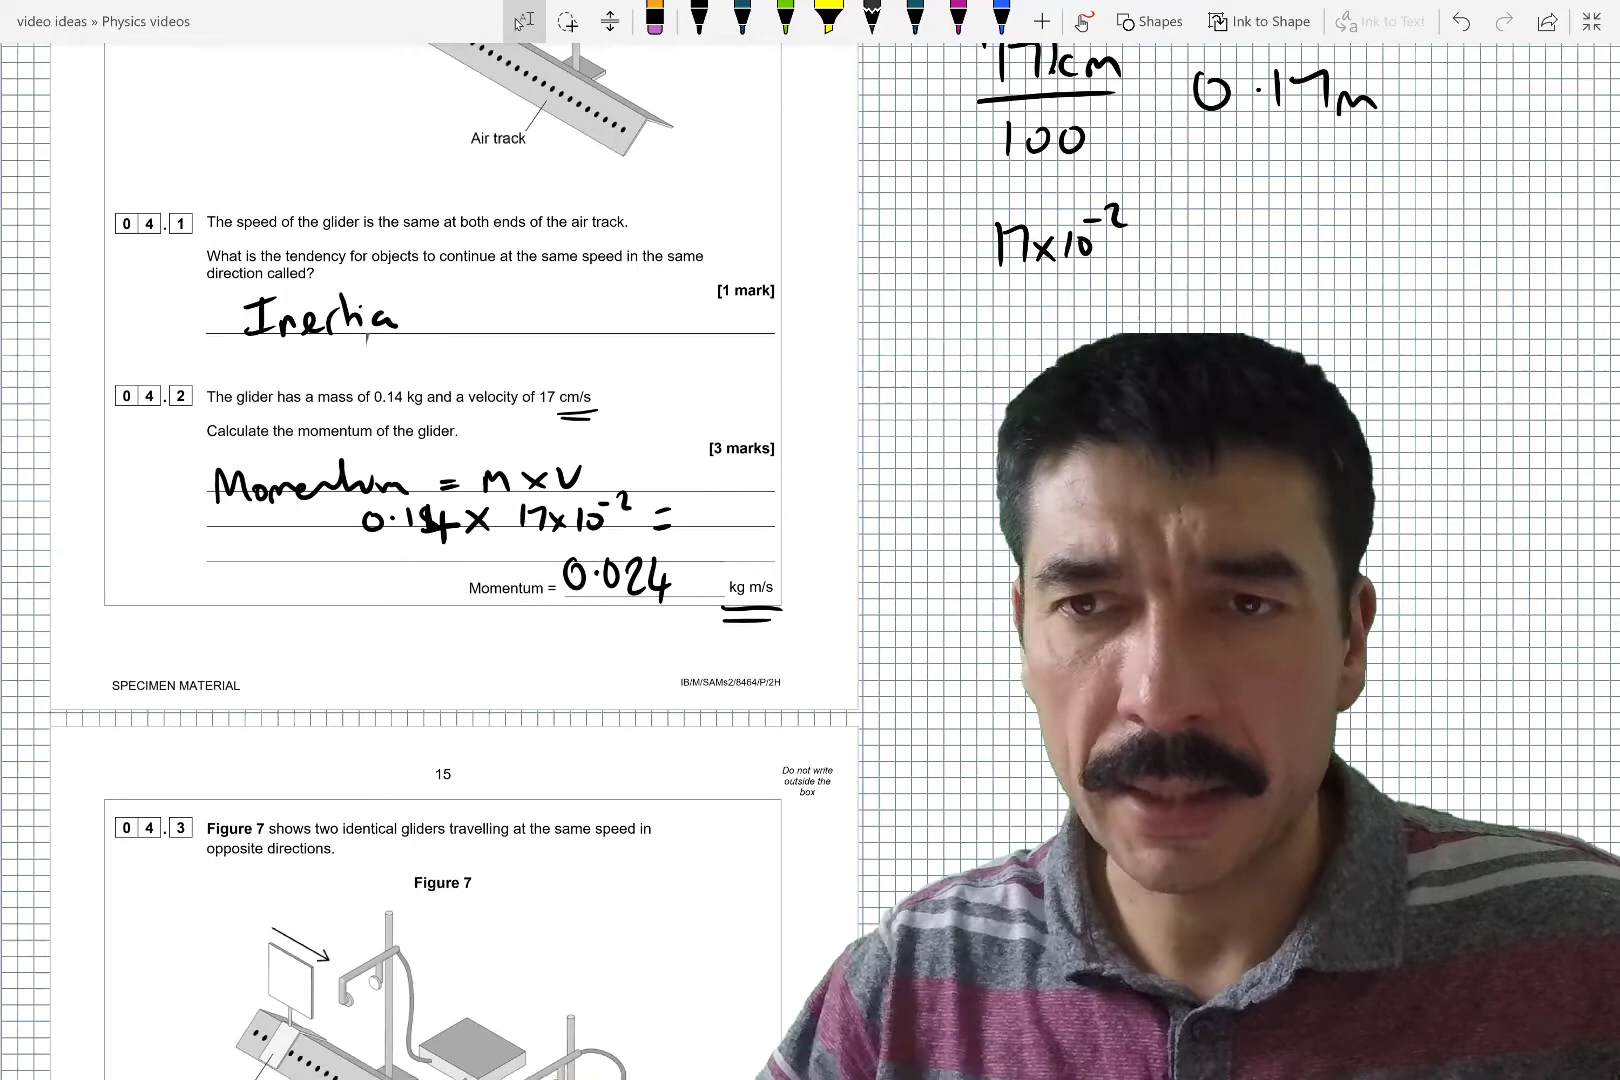 video ideas » Physics videos
Shapes
Ink to Shape
Ink to Text
17cm
100
0.17m
17x10⁻²
Air track
0 4 . 1 The speed of the glider is the same at both ends of the air track.
What is the tendency for objects to continue at the same speed in the same
direction called?
[1 mark]
Inertia
0 4 . 2 The glider has a mass of 0.14 kg and a velocity of 17 cm/s
Calculate the momentum of the glider.
[3 marks]
Momentum = m x v
0.14 x 17x10⁻² =
Momentum = 0.024 kg m/s
SPECIMEN MATERIAL
IB/M/SAMs2/8464/P/2H
15
Do not write
outside the
box
0 4 . 3 Figure 7 shows two identical gliders travelling at the same speed in
opposite directions.
Figure 7